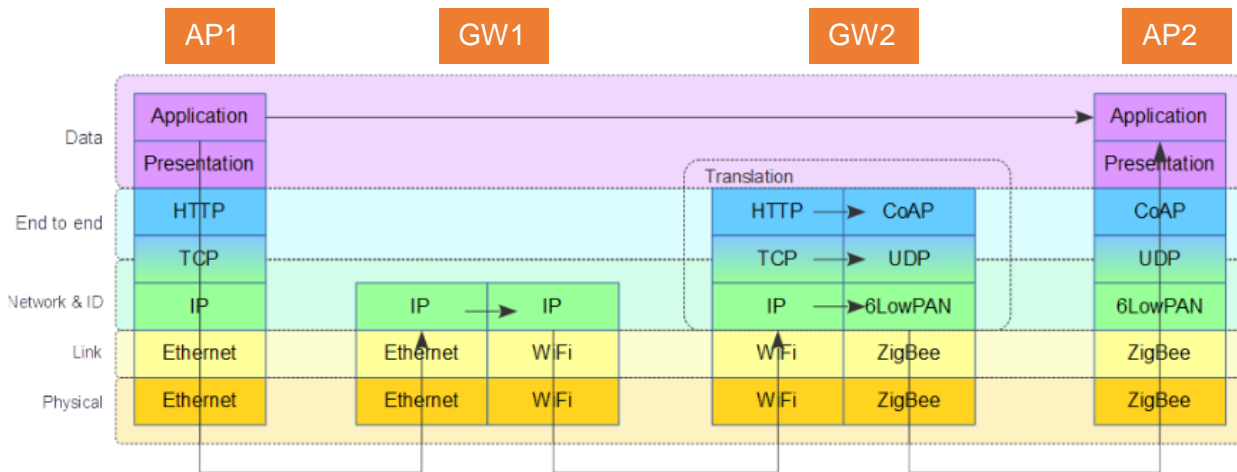 AP1 GW1 GW2 AP2
Application Application
Data
Presentation Presentation
Translation
HTTP HTTP CoAP CoAP
End to end
TCP TCP UDP UDP
Network & ID IP IP IP IP 6LowPAN 6LowPAN
Link Ethernet Ethernet WiFi WiFi ZigBee ZigBee
Physical Ethernet Ethernet WiFi WiFi ZigBee ZigBee